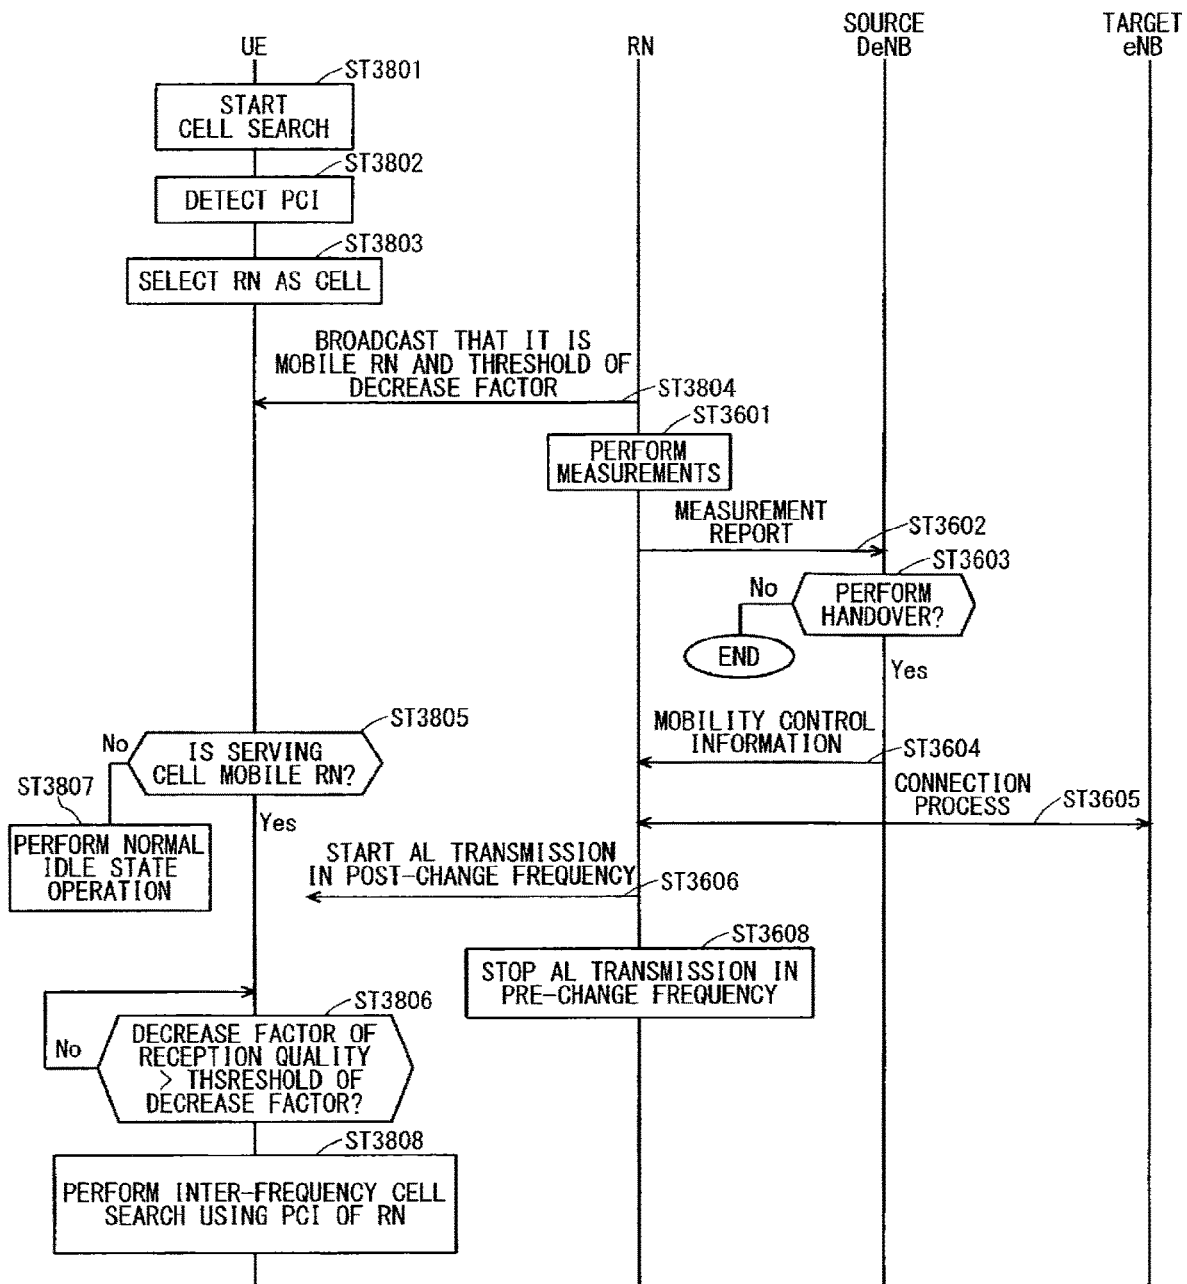 UE
RN
SOURCE
DeNB
TARGET
eNB
ST3801
START
CELL SEARCH
ST3802
DETECT PCI
ST3803
SELECT RN AS CELL
BROADCAST THAT IT IS
MOBILE RN AND THRESHOLD OF
DECREASE FACTOR
ST3804
ST3601
PERFORM
MEASUREMENTS
MEASUREMENT
REPORT
ST3602
ST3603
PERFORM
HANDOVER?
No
END
Yes
MOBILITY CONTROL
INFORMATION
ST3604
ST3805
IS SERVING
CELL MOBILE RN?
No
Yes
CONNECTION
PROCESS
ST3605
ST3807
PERFORM NORMAL
IDLE STATE
OPERATION
START AL TRANSMISSION
IN POST-CHANGE FREQUENCY
ST3606
ST3608
STOP AL TRANSMISSION IN
PRE-CHANGE FREQUENCY
ST3806
No
DECREASE FACTOR OF
RECEPTION QUALITY
> THSRESHOLD OF
DECREASE FACTOR?
ST3808
PERFORM INTER-FREQUENCY CELL
SEARCH USING PCI OF RN